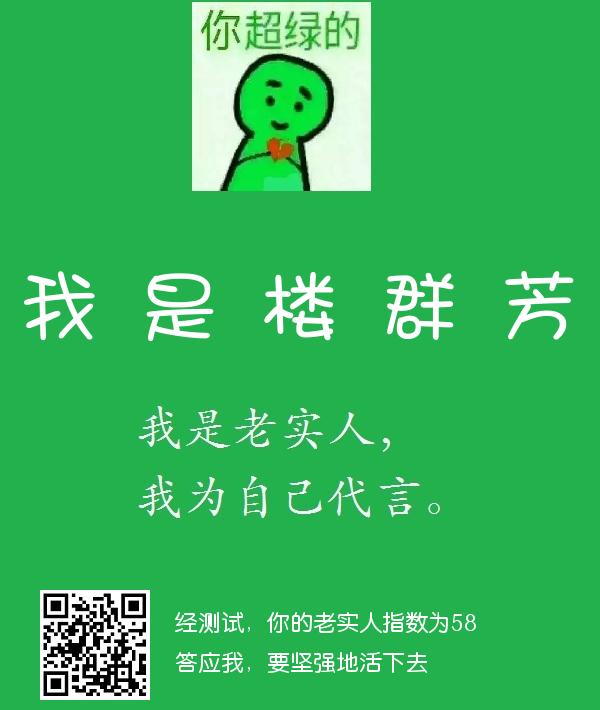 你超绿的
我是楼群芳
我是老实人，
我为自己代言。
经测试，你的老实人指数为58
答应我，要坚强地活下去